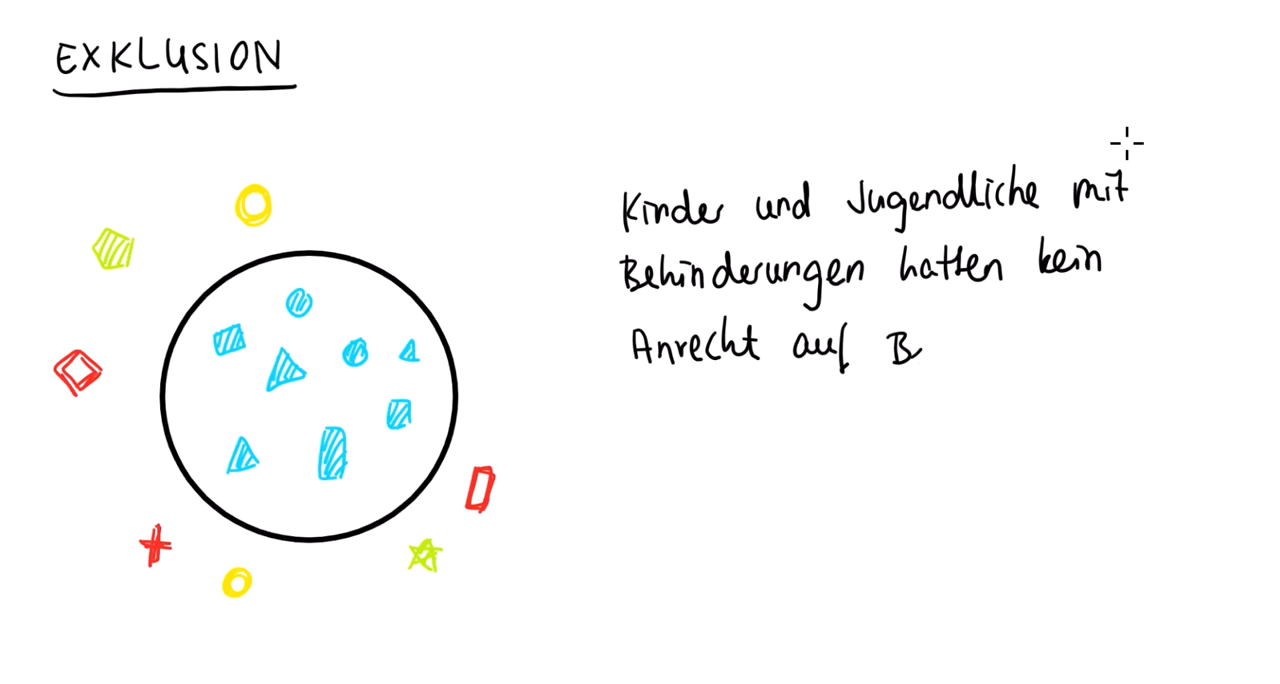 EXKLUSION
Kinder und Jugendliche mit
Behinderungen hatten kein
Anrecht auf B